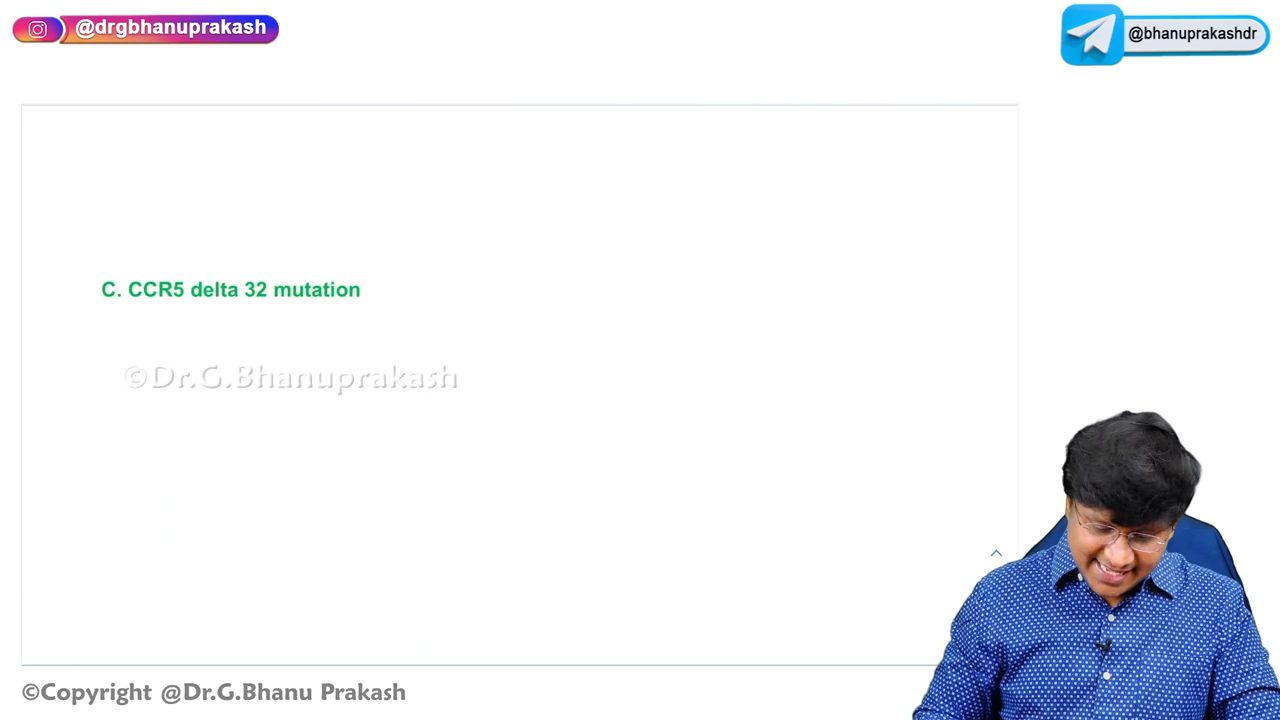 @drgbhanuprakash
@bhanuprakashdr
C. CCR5 delta 32 mutation
©Dr.G.Bhanuprakash
©Copyright @Dr.G.Bhanu Prakash